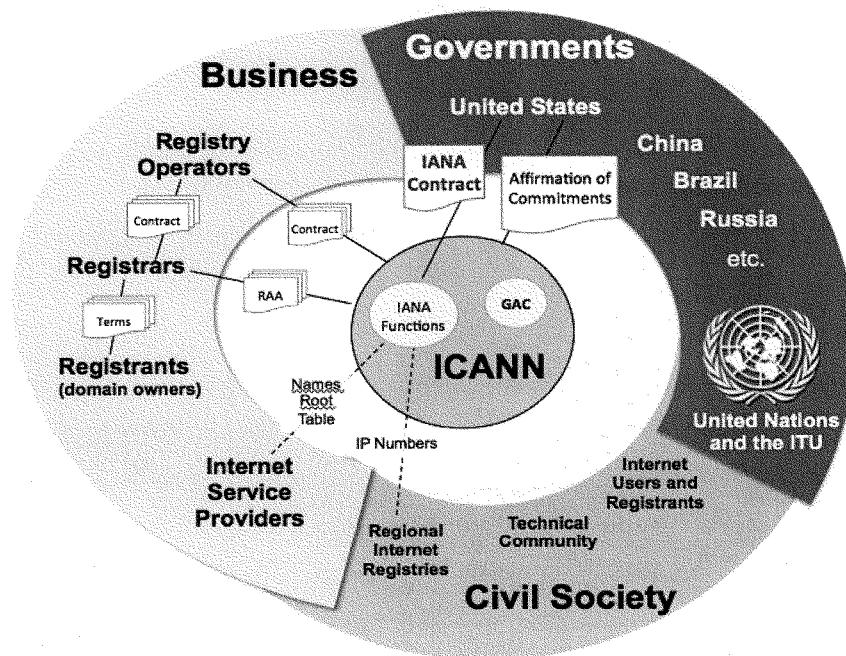 Governments
Business
United States
Registry
Operators
IANA
Contract
Affirmation of
Commitments
China
Brazil
Russia
etc.
Contract
Contract
Registrars
RAA
IANA
Functions
GAC
Terms
ICANN
Registrants
(domain owners)
Names
Root
Table
United Nations
and the ITU
IP Numbers
Internet
Service
Providers
Internet
Users and
Registrants
Regional
Internet
Registries
Technical
Community
Civil Society